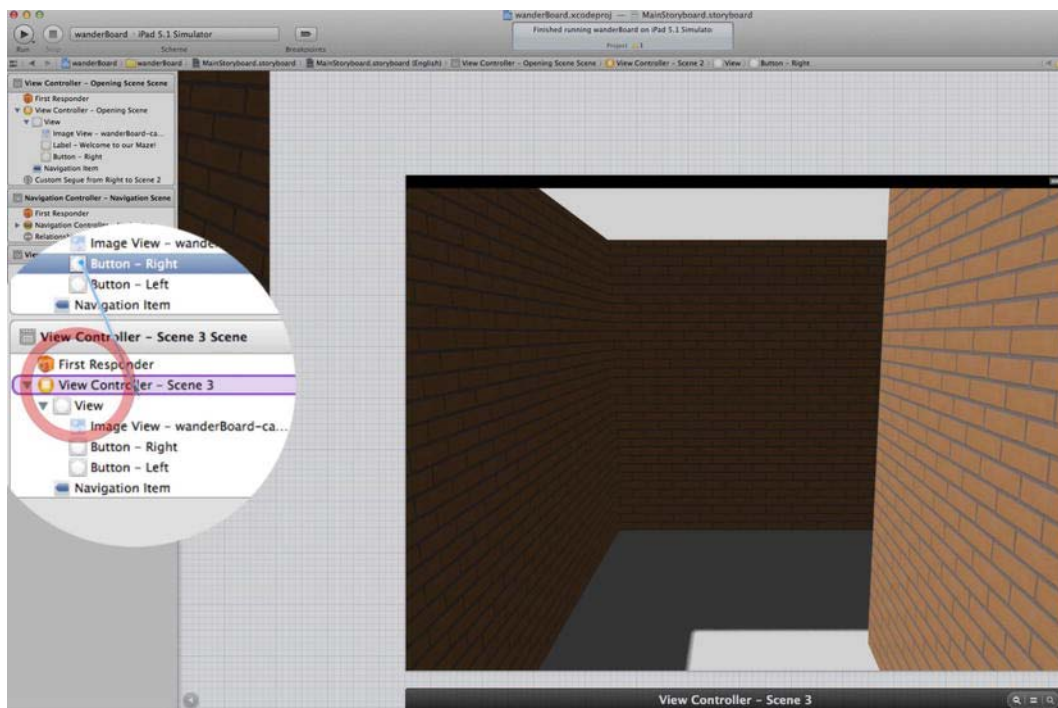 wanderBoard.xcodeproj — MainStoryboard.storyboard
wanderBoard iPad 5.1 Simulator
Finished running wanderBoard on iPad 5.1 Simulato
Run Stop Scheme Breakpoints Project 1
wanderBoard wanderBoard MainStoryboard.storyboard MainStoryboard.storyboard (English) View Controller – Opening Scene Scene View Controller – Scene 2 View Button – Right
View Controller – Opening Scene Scene
First Responder
View Controller – Opening Scene
View
Image View – wanderBoard-ca...
Label – Welcome to our Maze!
Button – Right
Navigation Item
Custom Segue from Right to Scene 2
Navigation Controller – Navigation Scene
First Responder
Navigation Controller
Image View –
Button – Right
Button – Left
Navigation Item
View Controller – Scene 3 Scene
First Responder
View Controller – Scene 3
View
Image View – wanderBoard-ca...
Button – Right
Button – Left
Navigation Item
View Controller – Scene 3